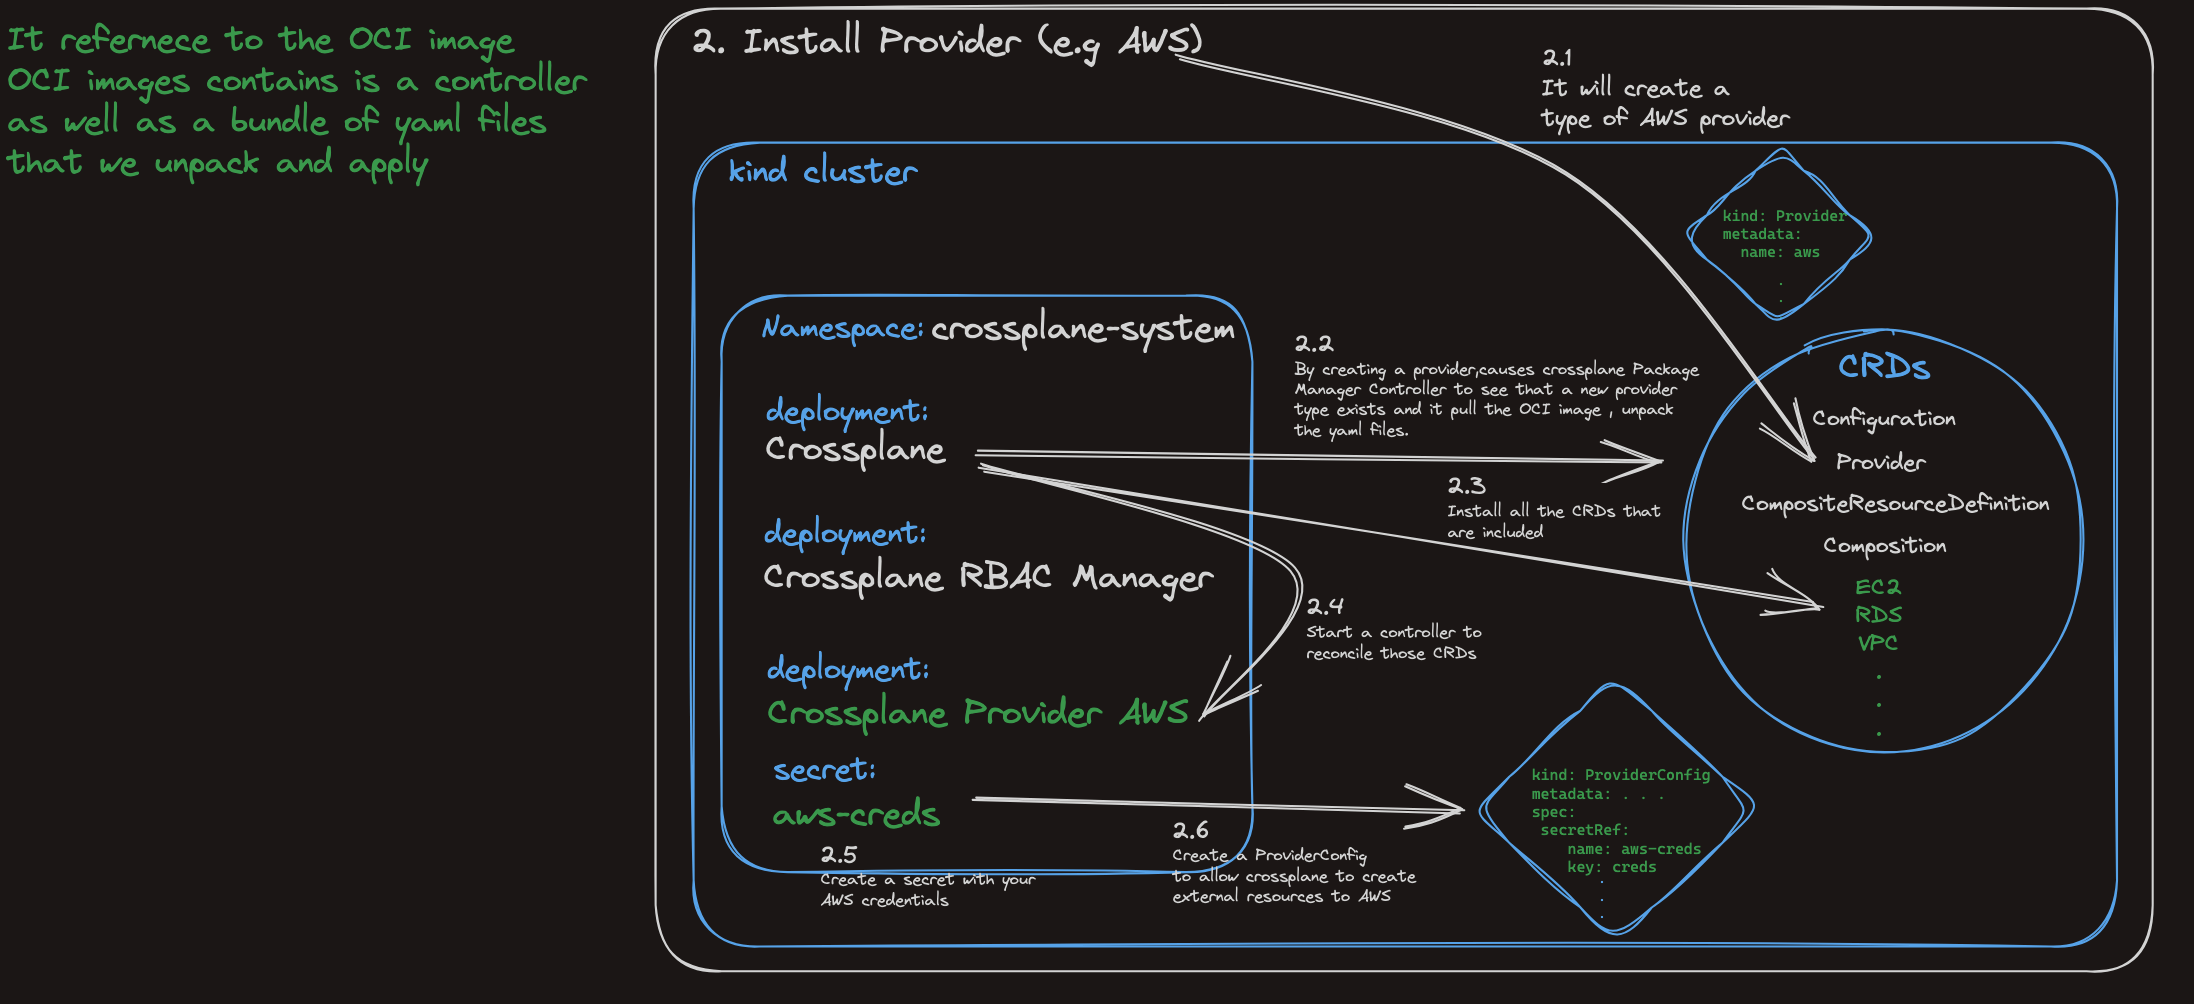 It refernece to the OCI image
OCI images contains is a controller
as well as a bundle of yaml files
that we unpack and apply
2. Install Provider (e.g AWS)
2.1
It will create a
type of AWS provider
kind cluster
kind: Provider
metadata:
name: aws
.
.
Namespace: crossplane-system
deployment:
Crossplane
deployment:
Crossplane RBAC Manager
deployment:
Crossplane Provider AWS
secret:
aws-creds
2.2
By creating a provider,causes crossplane Package
Manager Controller to see that a new provider
type exists and it pull the OCI image , unpack
the yaml files.
2.3
Install all the CRDs that
are included
2.4
Start a controller to
reconcile those CRDs
CRDs
Configuration
Provider
CompositeResourceDefinition
Composition
EC2
RDS
VPC
.
.
.
2.5
Create a secret with your
AWS credentials
2.6
Create a ProviderConfig
to allow crossplane to create
external resources to AWS
kind: ProviderConfig
metadata: . . .
spec:
secretRef:
name: aws-creds
key: creds
.
.
.